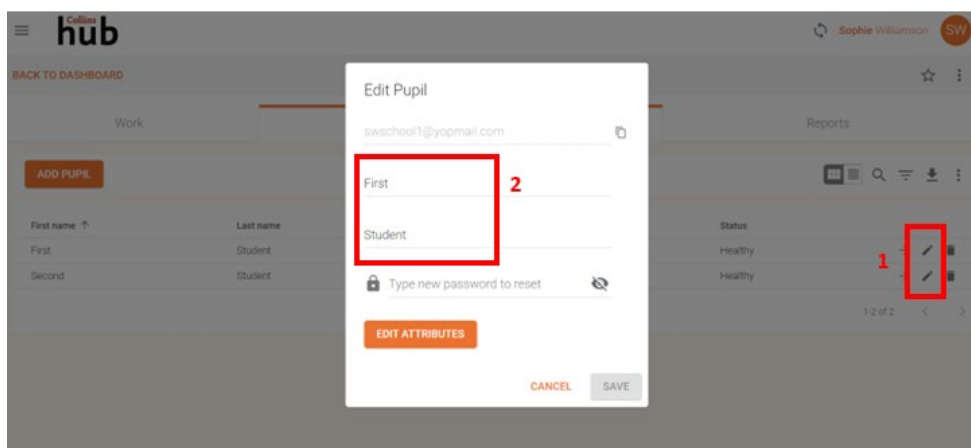 Collins
hub
Sophie Williamson SW
BACK TO DASHBOARD
Work
Reports
ADD PUPIL
First name Last name Status
First Student Healthy
Second Student Healthy
1-2 of 2
1
Edit Pupil
swschool1@yopmail.com
First
2
Student
Type new password to reset
EDIT ATTRIBUTES
CANCEL SAVE